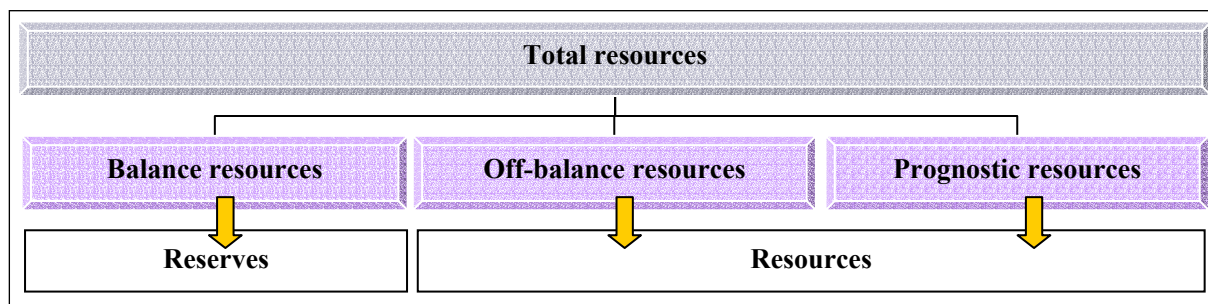 Total resources
Balance resources
Off-balance resources
Prognostic resources
Reserves
Resources